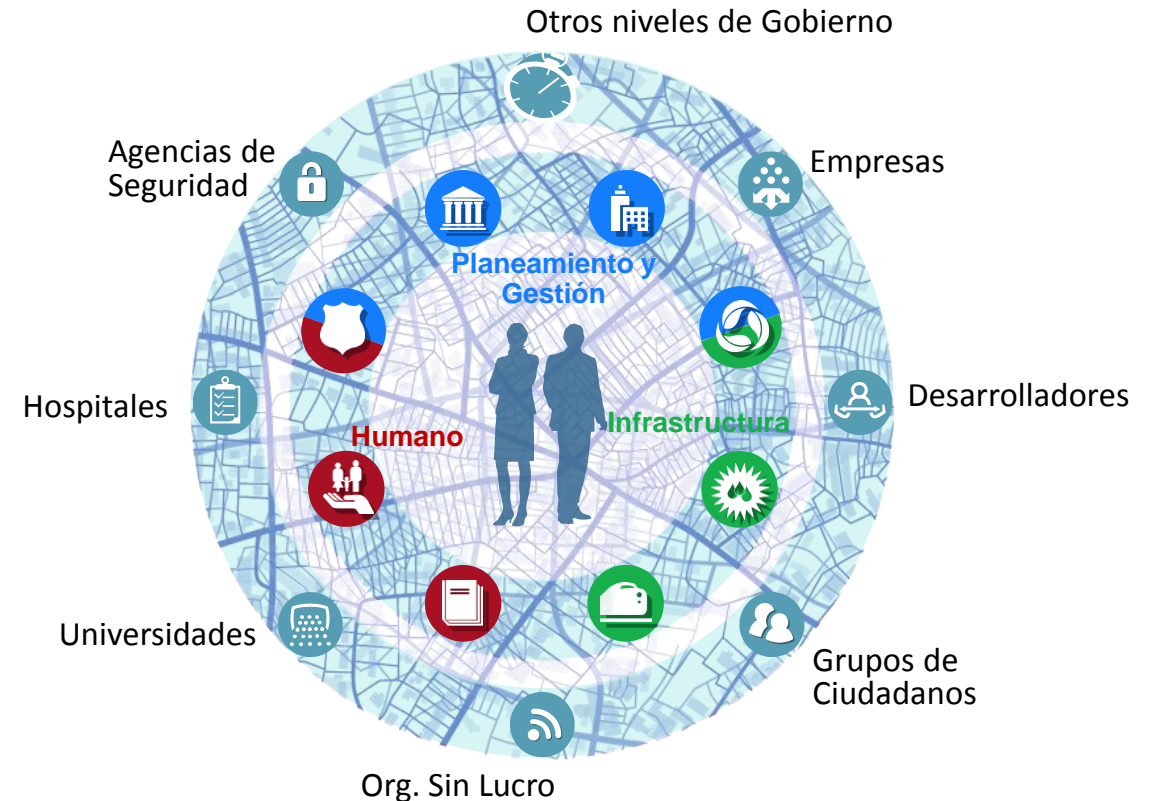 Otros niveles de Gobierno
Agencias de
Seguridad
Empresas
Planeamiento y
Gestión
Hospitales
Desarrolladores
Humano
Infrastructura
Universidades
Grupos de
Ciudadanos
Org. Sin Lucro